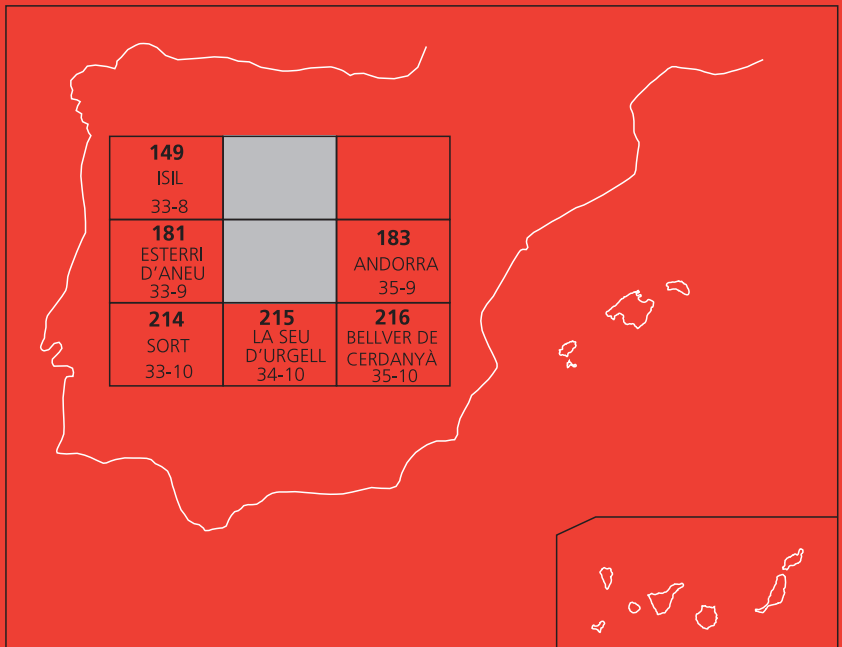 149
ISIL
33-8
181
ESTERRI
D'ANEU
33-9
183
ANDORRA
35-9
214
SORT
33-10
215
LA SEU
D'URGELL
34-10
216
BELLVER DE
CERDANYÀ
35-10